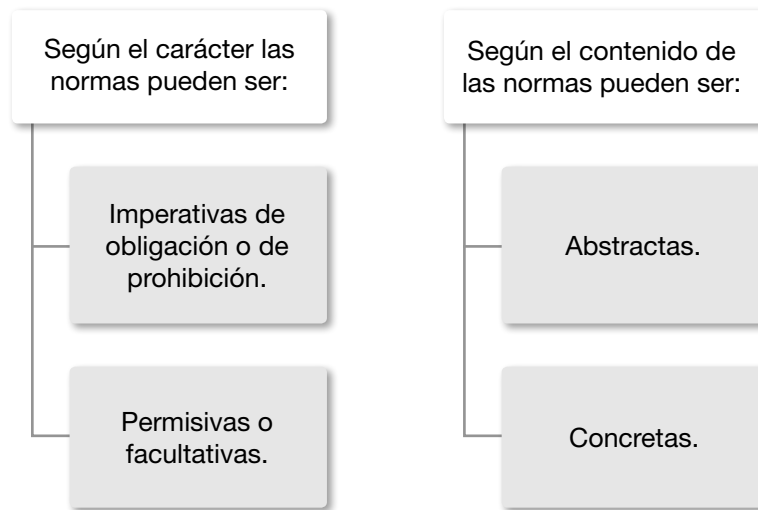 Según el carácter las
normas pueden ser:
Imperativas de
obligación o de
prohibición.
Permisivas o
facultativas.
Según el contenido de
las normas pueden ser:
Abstractas.
Concretas.